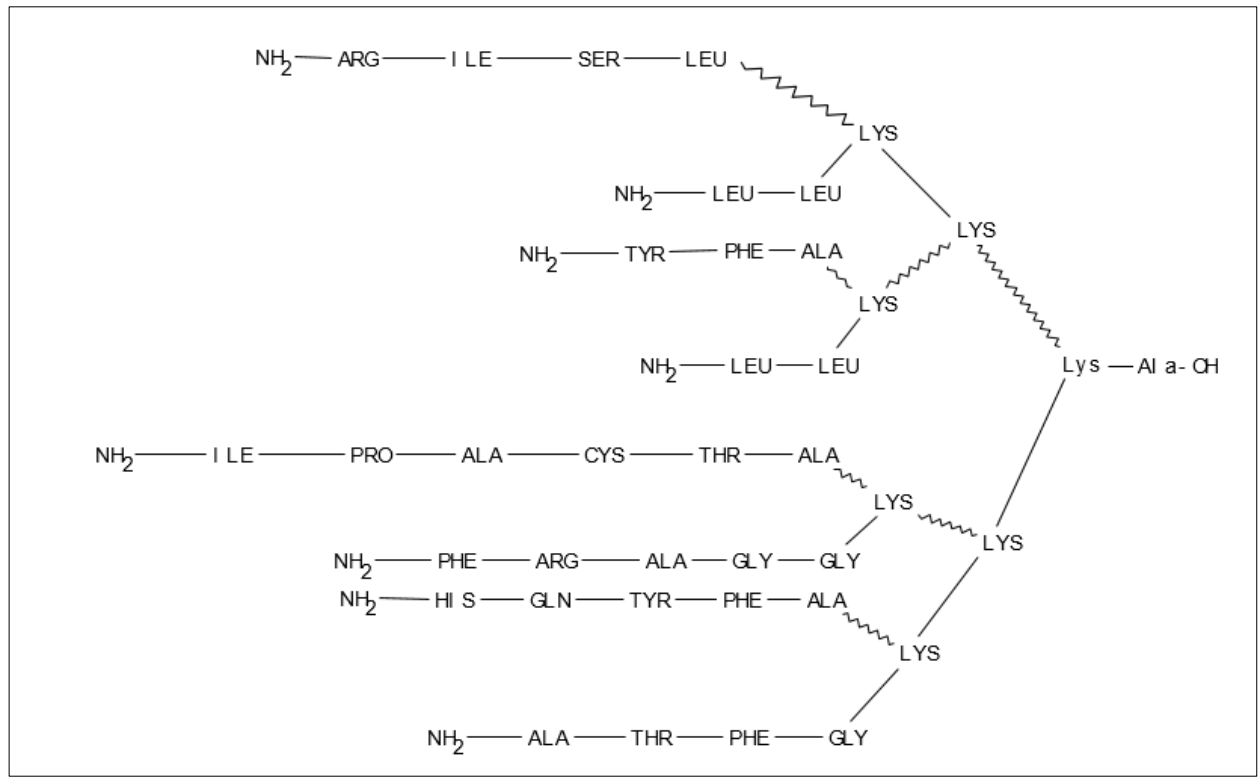 NH2 ARG ILE SER LEU
LYS
NH2 LEU LEU
LYS
NH2 TYR PHE ALA
LYS
NH2 LEU LEU
Lys Ala-OH
NH2 ILE PRO ALA CYS THR ALA
LYS
LYS
NH2 PHE ARG ALA GLY GLY
NH2 HIS GLN TYR PHE ALA
LYS
NH2 ALA THR PHE GLY